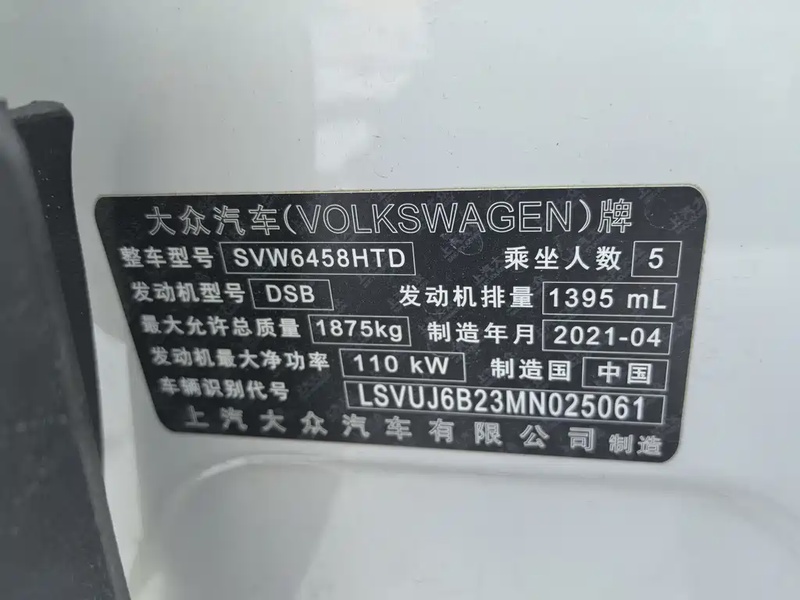 大众汽车(VOLKSWAGEN)牌
整车型号 SVW6458HTD 乘坐人数 5
发动机型号 DSB 发动机排量 1395 mL
最大允许总质量 1875kg 制造年月 2021-04
发动机最大净功率 110 kW 制造国 中国
车辆识别代号 LSVUJ6B23MN025061
上汽大众汽车有限公司 制造